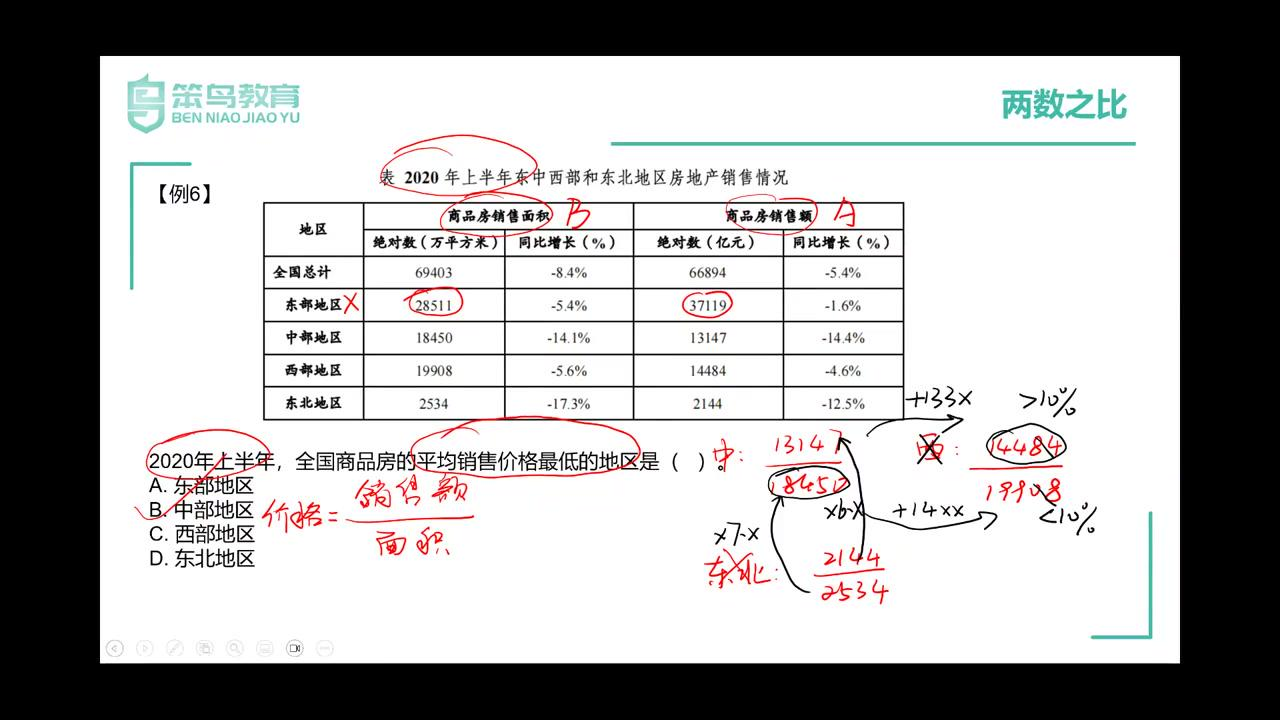 笨鸟教育
BEN NIAO JIAO YU
两数之比
【例6】
表 2020 年上半年东中西部和东北地区房地产销售情况
地区 商品房销售面积 B 商品房销售额 A
绝对数（万平方米） 同比增长（%） 绝对数（亿元） 同比增长（%）
全国总计 69403 -8.4% 66894 -5.4%
东部地区 X 28511 -5.4% 37119 -1.6%
中部地区 18450 -14.1% 13147 -14.4%
西部地区 19908 -5.6% 14484 -4.6%
东北地区 2534 -17.3% 2144 -12.5%
2020年上半年，全国商品房的平均销售价格最低的地区是（ ）。
A. 东部地区
B. 中部地区
C. 西部地区
D. 东北地区
价格= 销售额
面积
中: 13147
18450
+133x >10%
西: 14484
19908
+14xx <10%
x7.x x6.x
东北: 2144
2534